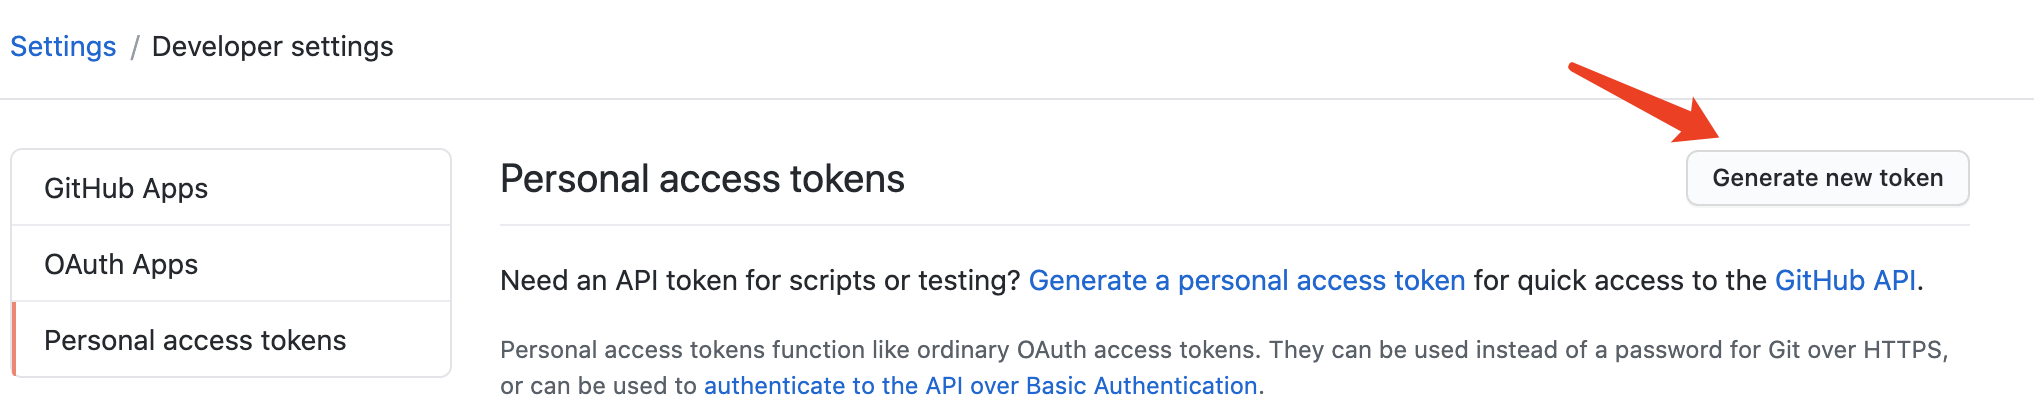 Settings / Developer settings
GitHub Apps
OAuth Apps
Personal access tokens
Personal access tokens
Generate new token
Need an API token for scripts or testing? Generate a personal access token for quick access to the GitHub API.
Personal access tokens function like ordinary OAuth access tokens. They can be used instead of a password for Git over HTTPS,
or can be used to authenticate to the API over Basic Authentication.